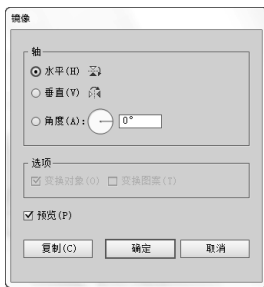 镜像
轴
水平(H)
垂直(V)
角度(A): 0°
选项
变换对象(O) 变换图案(T)
预览(P)
复制(C) 确定 取消